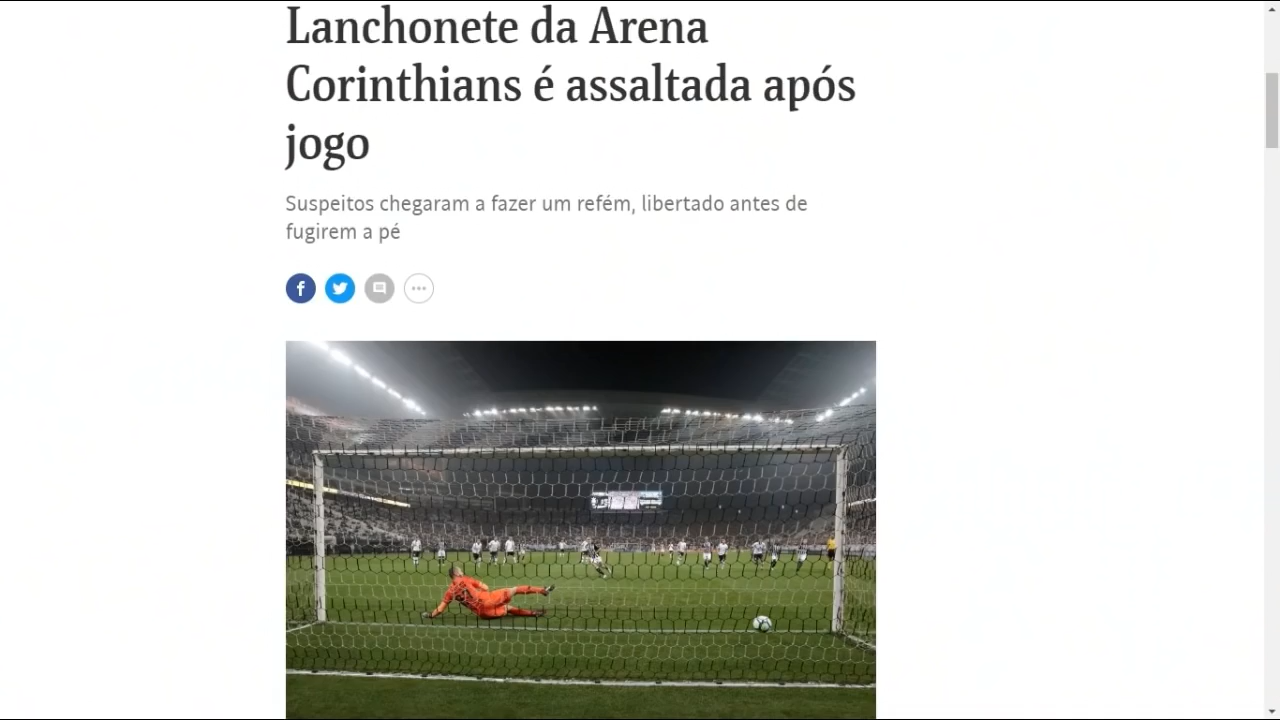 Lanchonete da Arena
Corinthians é assaltada após
jogo
Suspeitos chegaram a fazer um refém, libertado antes de
fugirem a pé